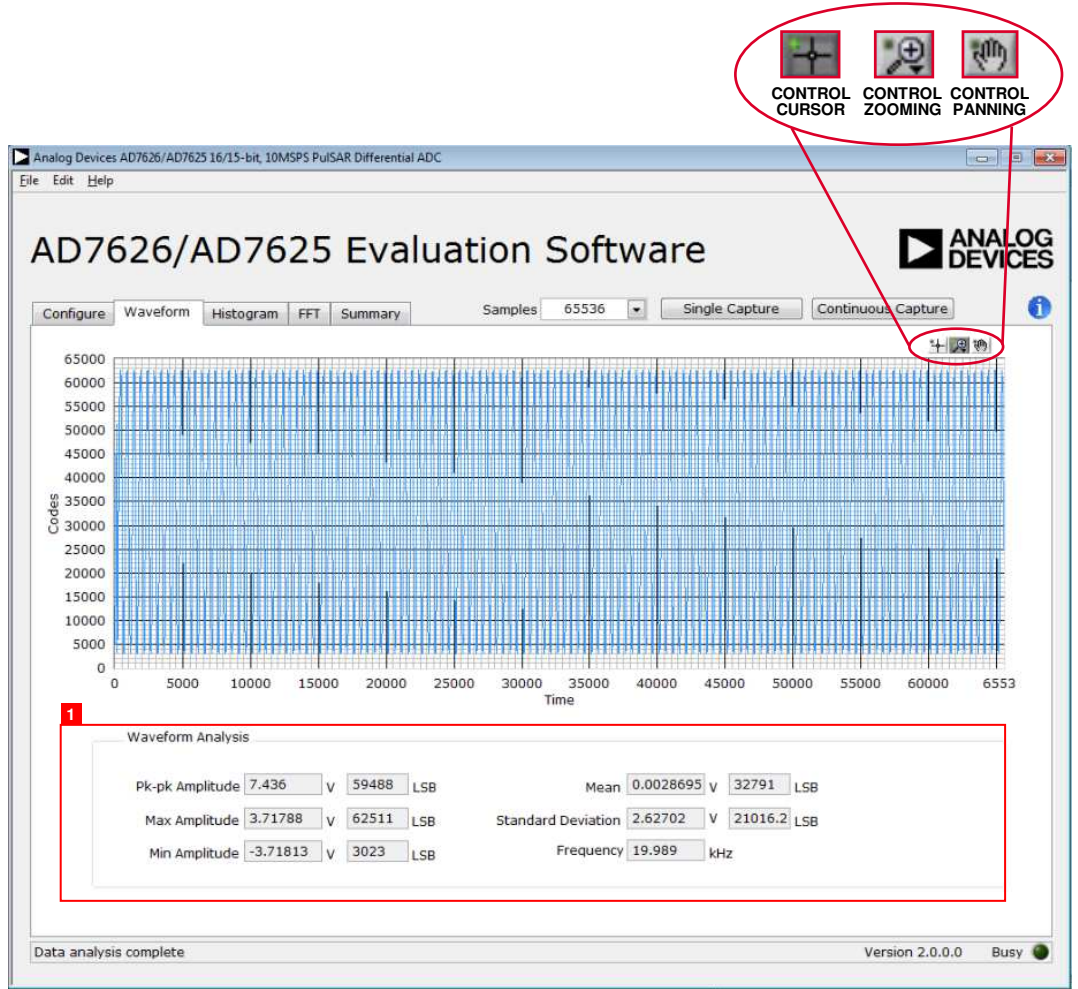 CONTROL CURSOR
CONTROL ZOOMING
CONTROL PANNING
Analog Devices AD7626/AD7625 16/15-bit, 10MSPS PulSAR Differential ADC
File Edit Help
AD7626/AD7625 Evaluation Software
ANALOG DEVICES
Configure Waveform Histogram FFT Summary Samples 65536 Single Capture Continuous Capture i
65000
60000
55000
50000
45000
40000
35000
30000
25000
20000
15000
10000
5000
0
Codes
0 5000 10000 15000 20000 25000 30000 35000 40000 45000 50000 55000 60000 6553
Time
1
Waveform Analysis
Pk-pk Amplitude 7.436 V 59488 LSB Mean 0.0028695 V 32791 LSB
Max Amplitude 3.71788 V 62511 LSB Standard Deviation 2.62702 V 21016.2 LSB
Min Amplitude -3.71813 V 3023 LSB Frequency 19.989 kHz
Data analysis complete Version 2.0.0.0 Busy